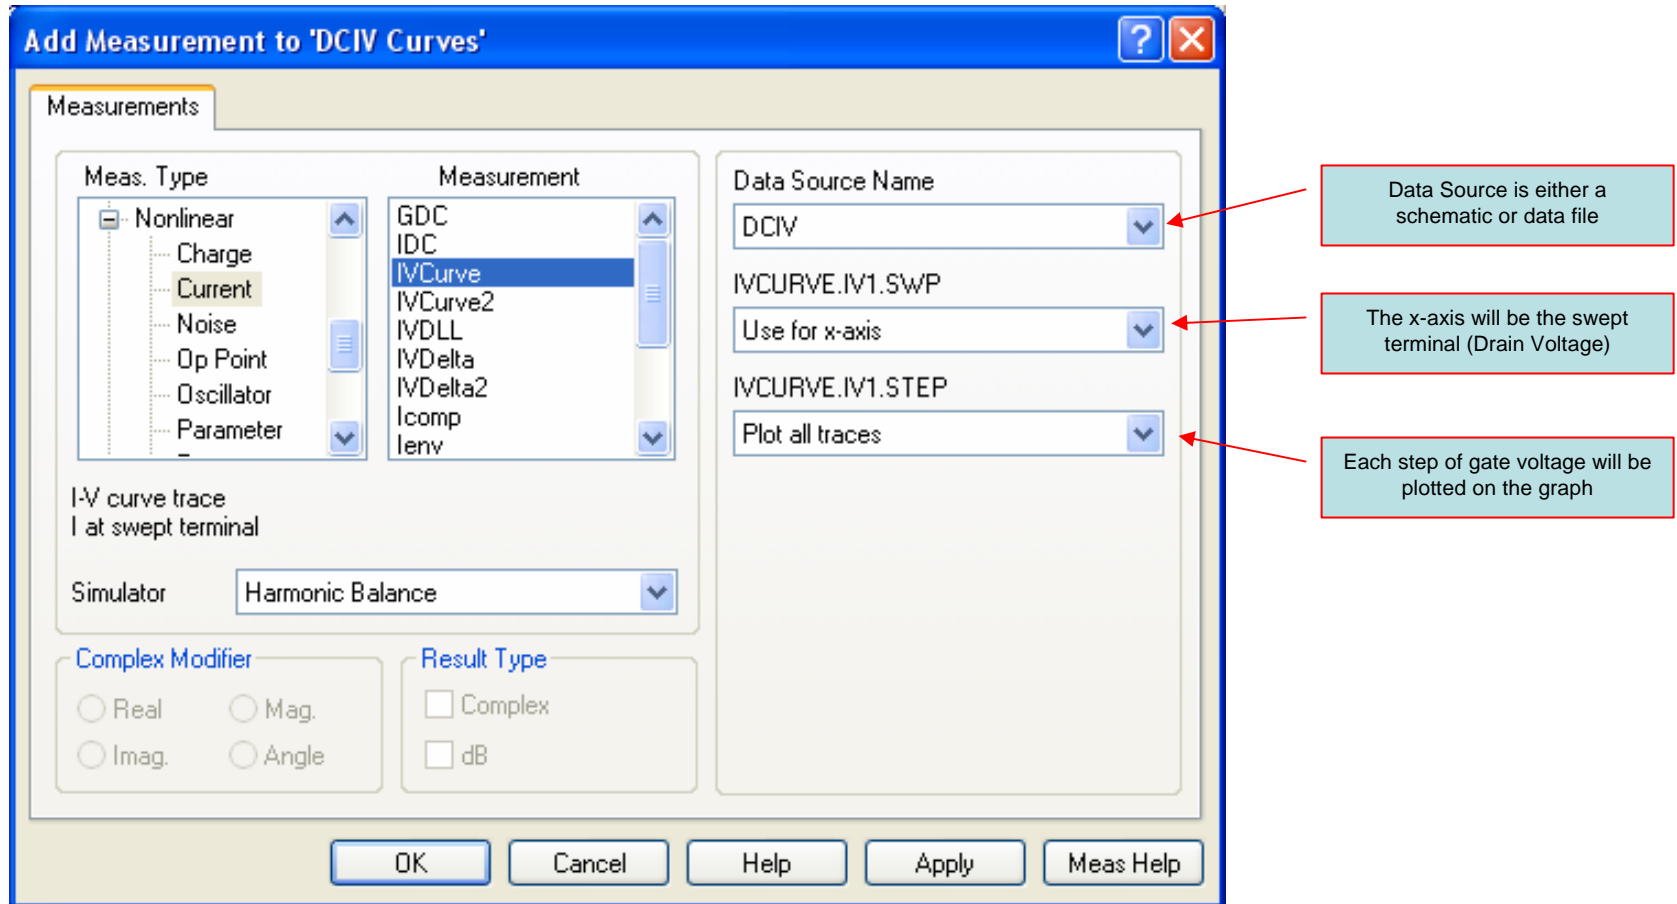 Add Measurement to 'DCIV Curves'
Measurements
Meas. Type
Nonlinear
Charge
Current
Noise
Op Point
Oscillator
Parameter
Measurement
GDC
IDC
IVCurve
IVCurve2
IVDLL
IVDelta
IVDelta2
Icomp
Ienv
I-V curve trace
I at swept terminal
Simulator
Harmonic Balance
Complex Modifier
Real
Mag.
Imag.
Angle
Result Type
Complex
dB
Data Source Name
DCIV
IVCURVE.IV1.SWP
Use for x-axis
IVCURVE.IV1.STEP
Plot all traces
OK
Cancel
Help
Apply
Meas Help
Data Source is either a
schematic or data file
The x-axis will be the swept
terminal (Drain Voltage)
Each step of gate voltage will be
plotted on the graph